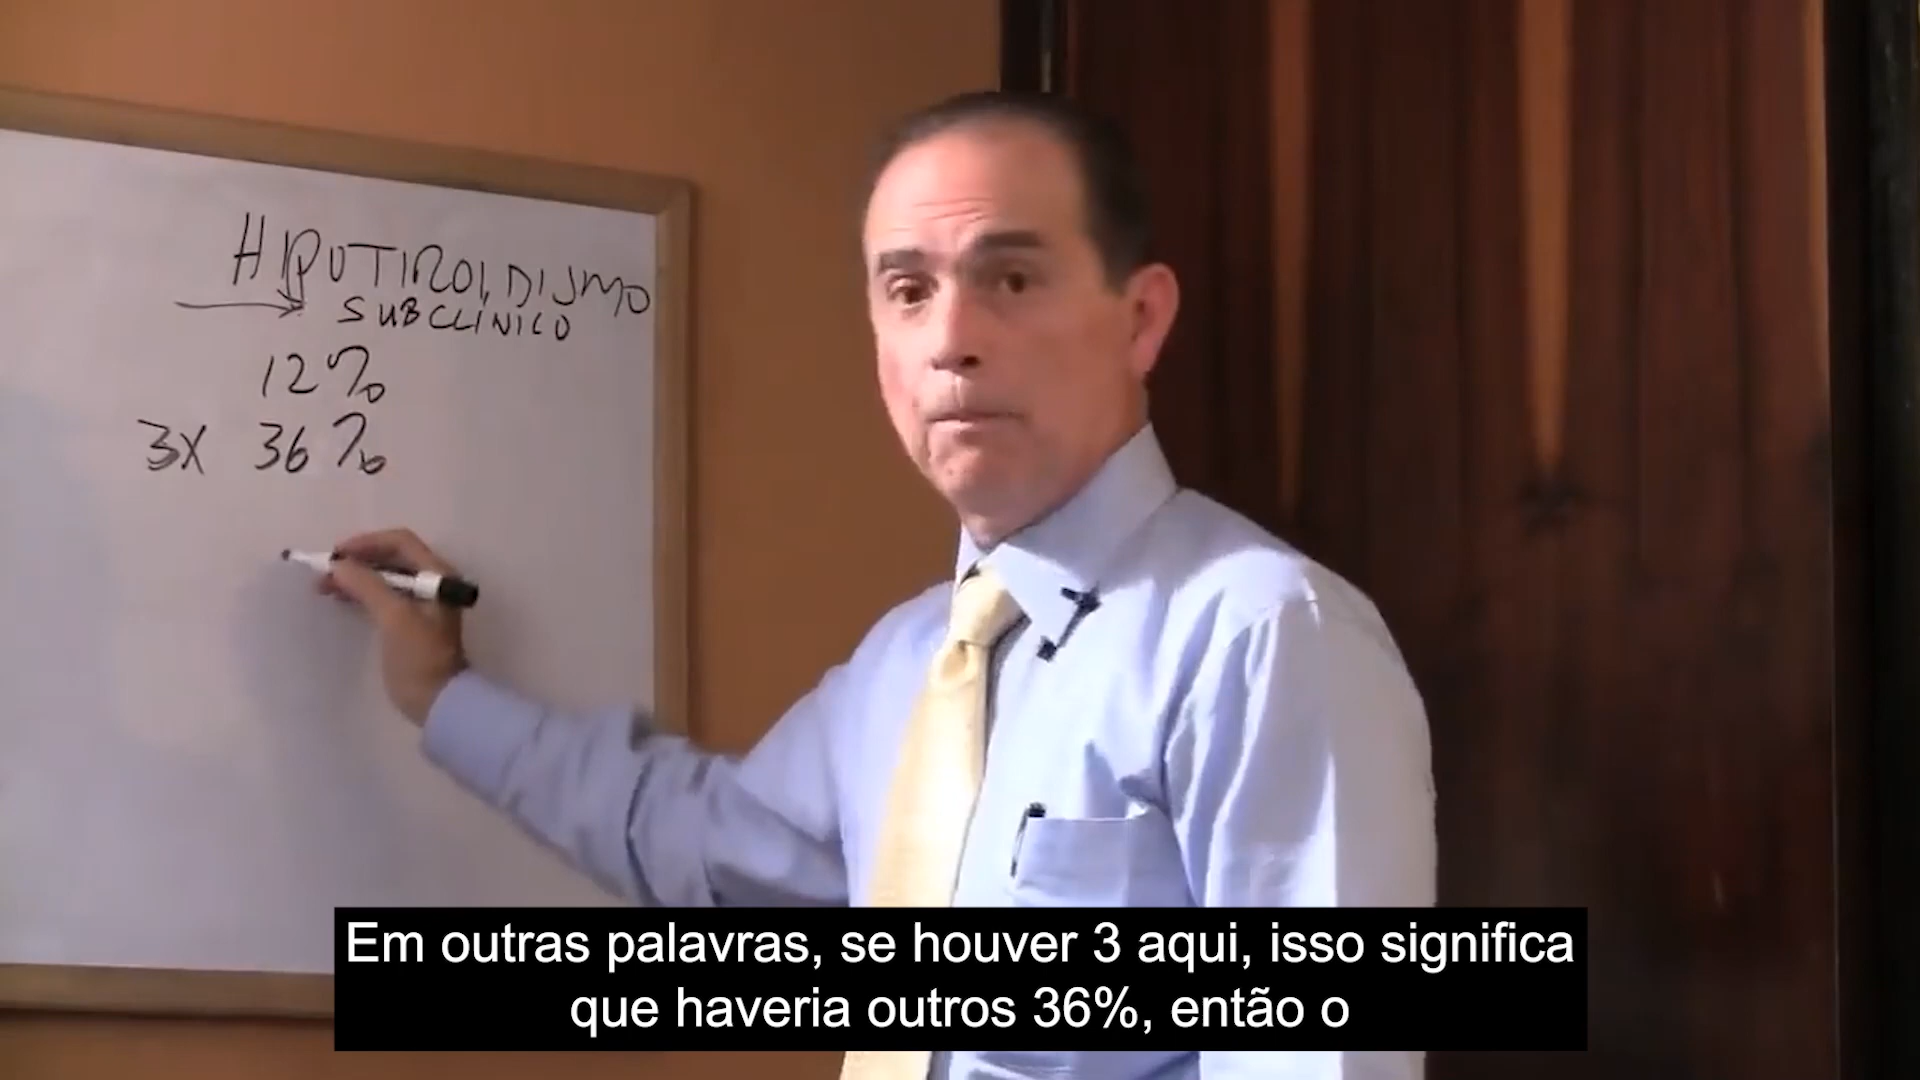 HIPOTIROIDISMO
SUBCLINICO
12%
3X 36%
Em outras palavras, se houver 3 aqui, isso significa
que haveria outros 36%, então o